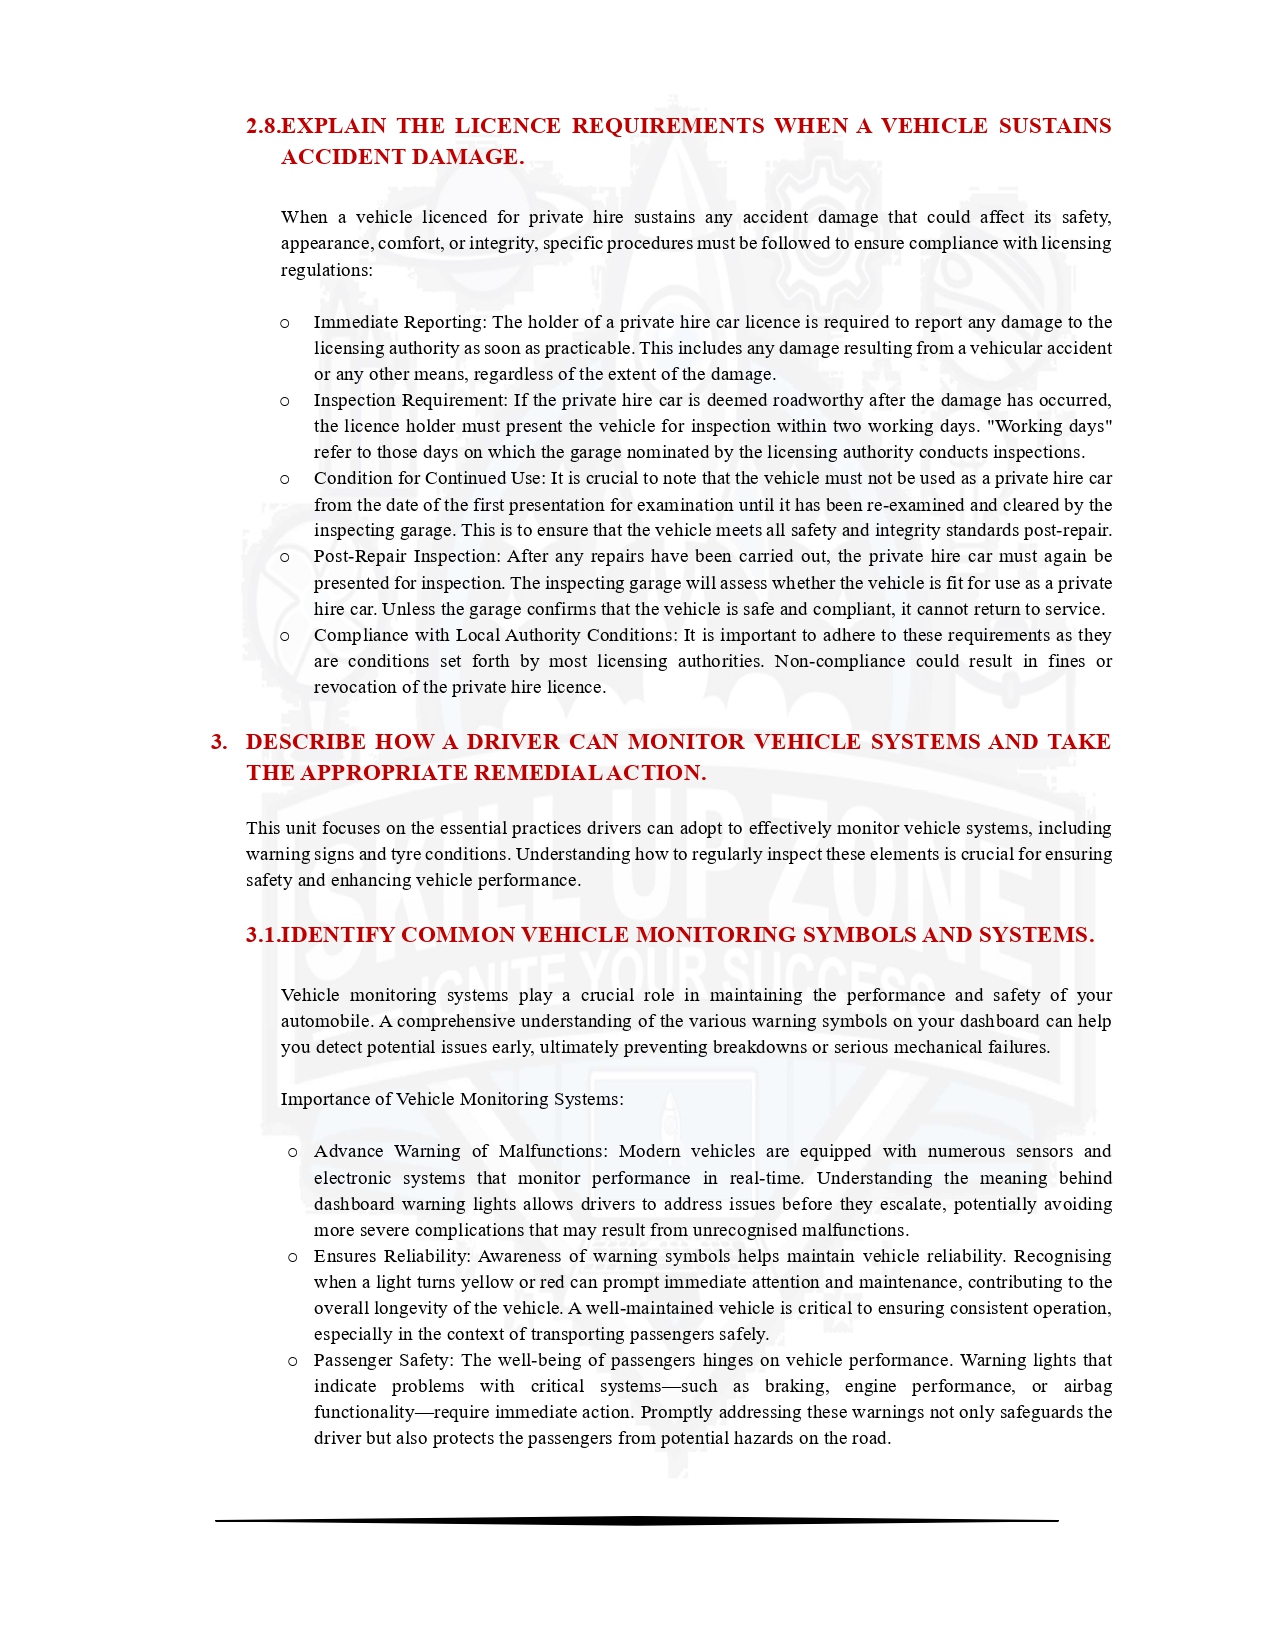 2.8.EXPLAIN THE LICENCE REQUIREMENTS WHEN A VEHICLE SUSTAINS
ACCIDENT DAMAGE.
When a vehicle licenced for private hire sustains any accident damage that could affect its safety,
appearance, comfort, or integrity, specific procedures must be followed to ensure compliance with licensing
regulations:
o Immediate Reporting: The holder of a private hire car licence is required to report any damage to the
licensing authority as soon as practicable. This includes any damage resulting from a vehicular accident
or any other means, regardless of the extent of the damage.
o Inspection Requirement: If the private hire car is deemed roadworthy after the damage has occurred,
the licence holder must present the vehicle for inspection within two working days. "Working days"
refer to those days on which the garage nominated by the licensing authority conducts inspections.
o Condition for Continued Use: It is crucial to note that the vehicle must not be used as a private hire car
from the date of the first presentation for examination until it has been re-examined and cleared by the
inspecting garage. This is to ensure that the vehicle meets all safety and integrity standards post-repair.
o Post-Repair Inspection: After any repairs have been carried out, the private hire car must again be
presented for inspection. The inspecting garage will assess whether the vehicle is fit for use as a private
hire car. Unless the garage confirms that the vehicle is safe and compliant, it cannot return to service.
o Compliance with Local Authority Conditions: It is important to adhere to these requirements as they
are conditions set forth by most licensing authorities. Non-compliance could result in fines or
revocation of the private hire licence.
3. DESCRIBE HOW A DRIVER CAN MONITOR VEHICLE SYSTEMS AND TAKE
THE APPROPRIATE REMEDIAL ACTION.
This unit focuses on the essential practices drivers can adopt to effectively monitor vehicle systems, including
warning signs and tyre conditions. Understanding how to regularly inspect these elements is crucial for ensuring
safety and enhancing vehicle performance.
SKILL UP ZONE
3.1.IDENTIFY COMMON VEHICLE MONITORING SYMBOLS AND SYSTEMS.
IGNITE YOUR SUCCESS
Vehicle monitoring systems play a crucial role in maintaining the performance and safety of your
automobile. A comprehensive understanding of the various warning symbols on your dashboard can help
you detect potential issues early, ultimately preventing breakdowns or serious mechanical failures.
Importance of Vehicle Monitoring Systems:
o Advance Warning of Malfunctions: Modern vehicles are equipped with numerous sensors and
electronic systems that monitor performance in real-time. Understanding the meaning behind
dashboard warning lights allows drivers to address issues before they escalate, potentially avoiding
more severe complications that may result from unrecognised malfunctions.
o Ensures Reliability: Awareness of warning symbols helps maintain vehicle reliability. Recognising
when a light turns yellow or red can prompt immediate attention and maintenance, contributing to the
overall longevity of the vehicle. A well-maintained vehicle is critical to ensuring consistent operation,
especially in the context of transporting passengers safely.
o Passenger Safety: The well-being of passengers hinges on vehicle performance. Warning lights that
indicate problems with critical systems—such as braking, engine performance, or airbag
functionality—require immediate action. Promptly addressing these warnings not only safeguards the
driver but also protects the passengers from potential hazards on the road.